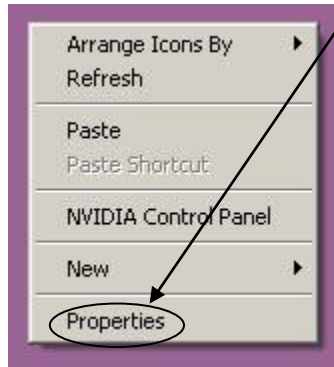 Arrange Icons By
Refresh
Paste
Paste Shortcut
NVIDIA Control Panel
New
Properties